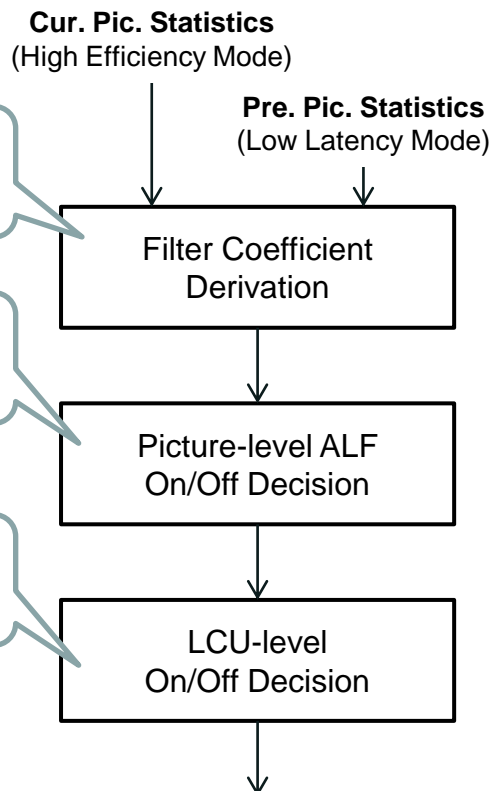 Cur. Pic. Statistics
(High Efficiency Mode)
Pre. Pic. Statistics
(Low Latency Mode)
Filter Coefficient
Derivation
Picture-level ALF
On/Off Decision
LCU-level
On/Off Decision